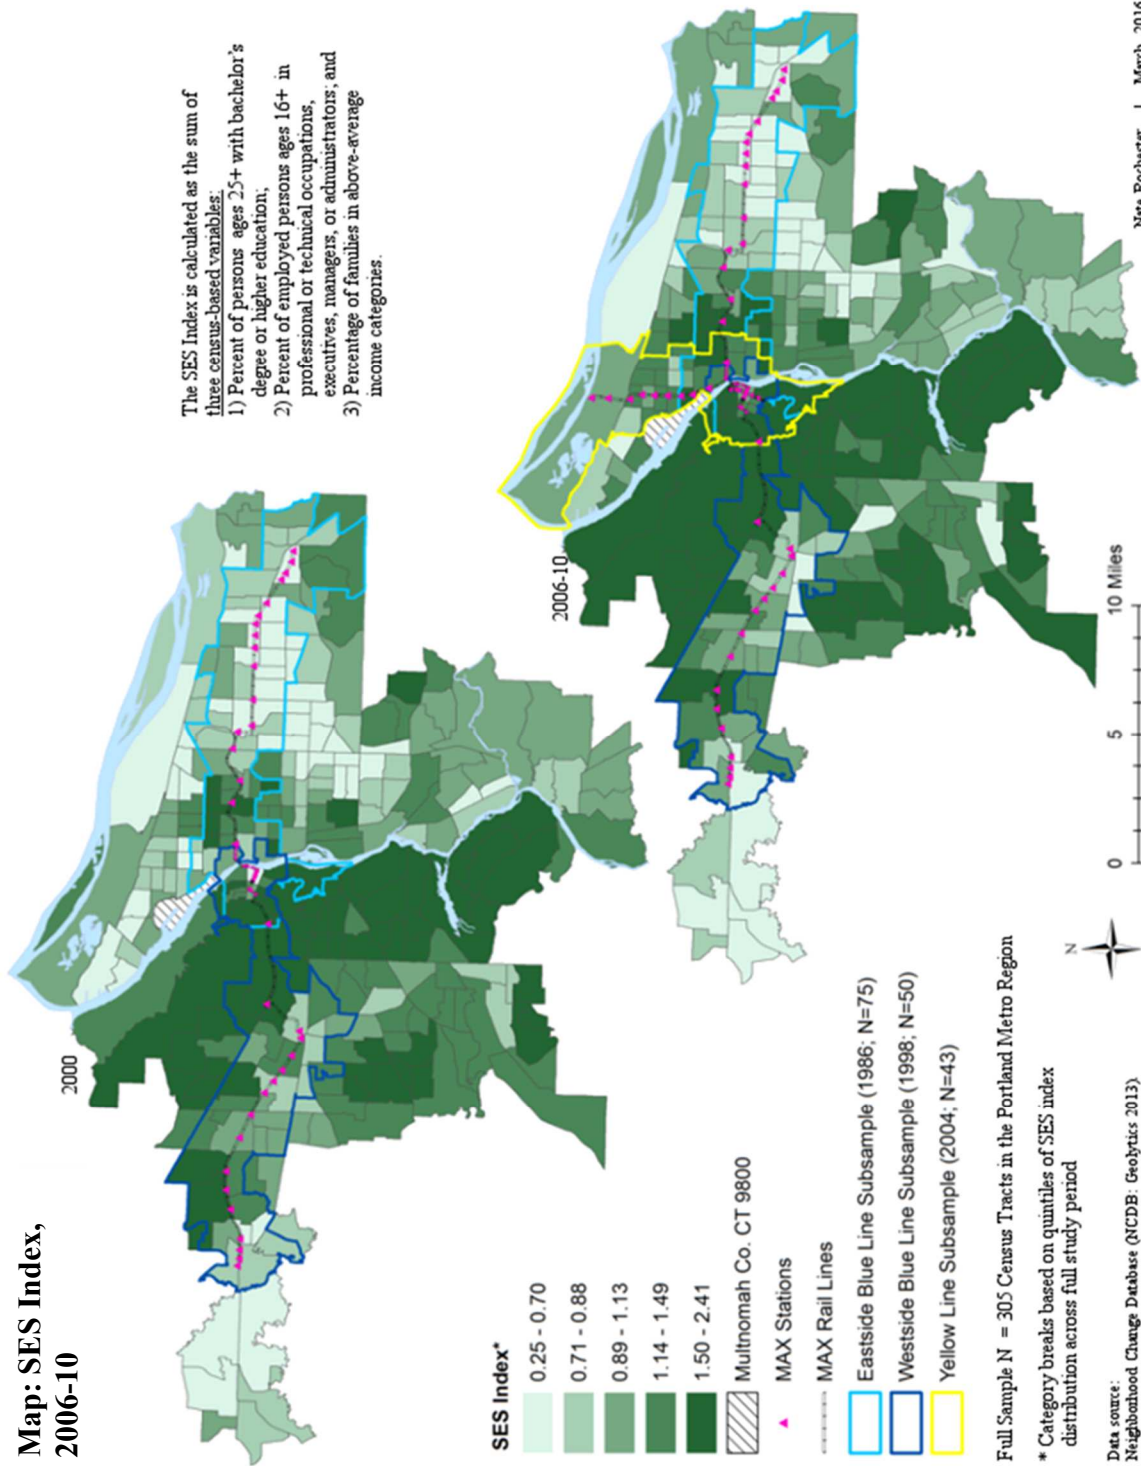 Map: SES Index,
2006-10
2000
The SES Index is calculated as the sum of
three census-based variables:
1) Percent of persons ages 25+ with bachelor's
degree or higher education;
2) Percent of employed persons ages 16+ in
professional or technical occupations,
executives, managers, or administrators; and
3) Percentage of families in above-average
income categories.
2006-10
SES Index*
0.25 - 0.70
0.71 - 0.88
0.89 - 1.13
1.14 - 1.49
1.50 - 2.41
Multnomah Co. CT 9800
MAX Stations
MAX Rail Lines
Eastside Blue Line Subsample (1986; N=75)
Westside Blue Line Subsample (1998; N=50)
Yellow Line Subsample (2004; N=43)
Full Sample N = 305 Census Tracts in the Portland Metro Region
* Category breaks based on quintiles of SES index
distribution across full study period
Data source:
Neighborhood Change Database (NCDB: Geolytics 2013)
N
0 5 10 Miles
March, 2016